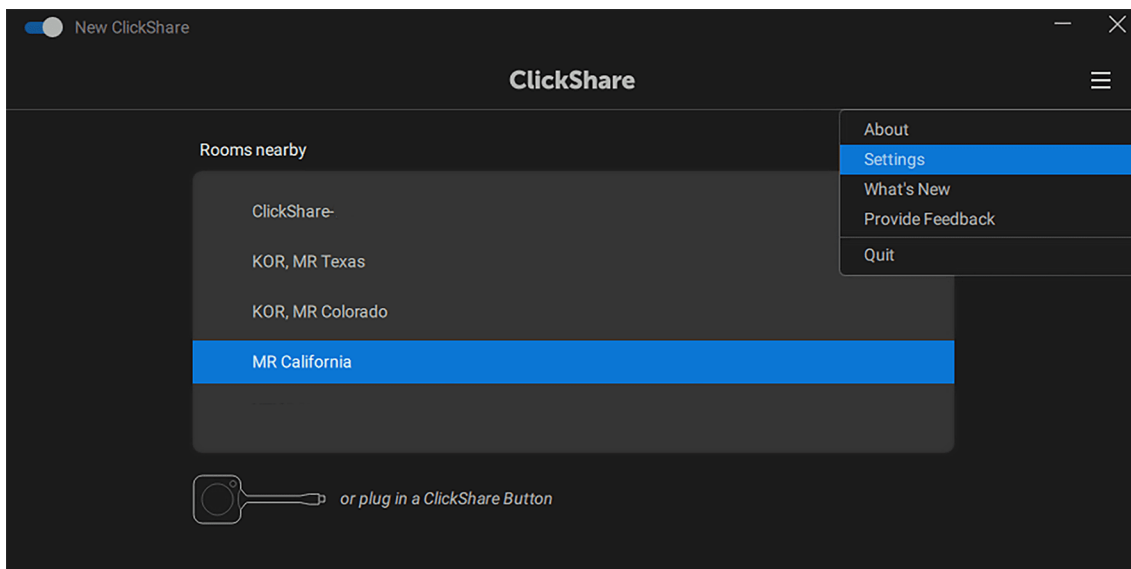 New ClickShare
ClickShare
About
Settings
What's New
Provide Feedback
Quit
Rooms nearby
ClickShare-
KOR, MR Texas
KOR, MR Colorado
MR California
or plug in a ClickShare Button